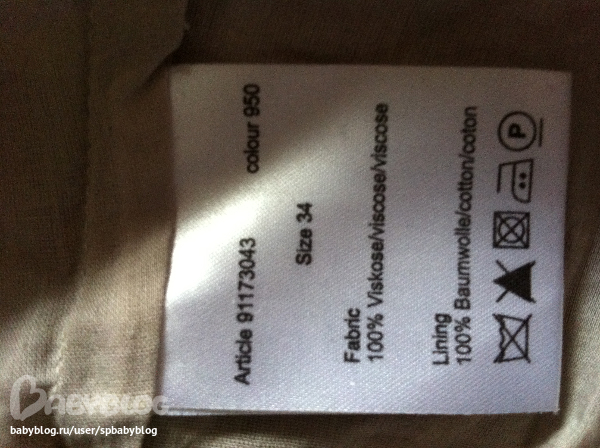 Article 91173043 colour 950
Size 34
Fabric
100% Viskose/viscose/viscose
Lining
100% Baumwolle/cotton/coton
P
BABYBLOG
babyblog.ru/user/spbabyblog